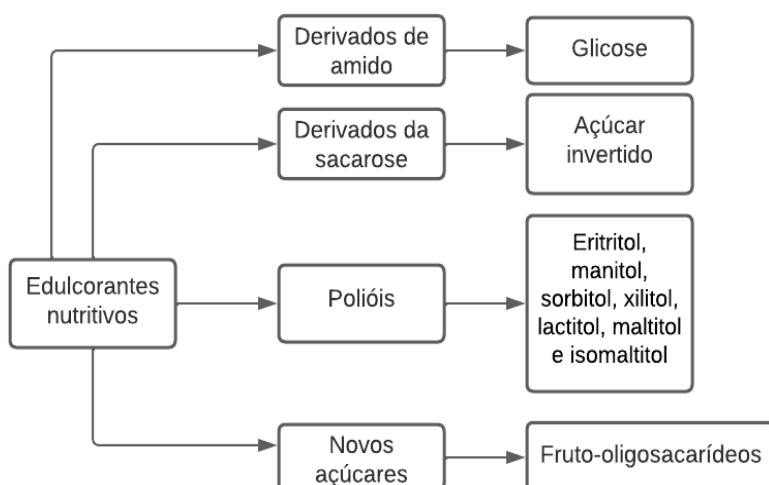 Derivados de
amido
Glicose
Derivados da
sacarose
Açúcar
invertido
Edulcorantes
nutritivos
Polióis
Eritritol,
manitol,
sorbitol, xilitol,
lactitol, maltitol
e isomaltitol
Novos
açúcares
Fruto-oligosacarídeos